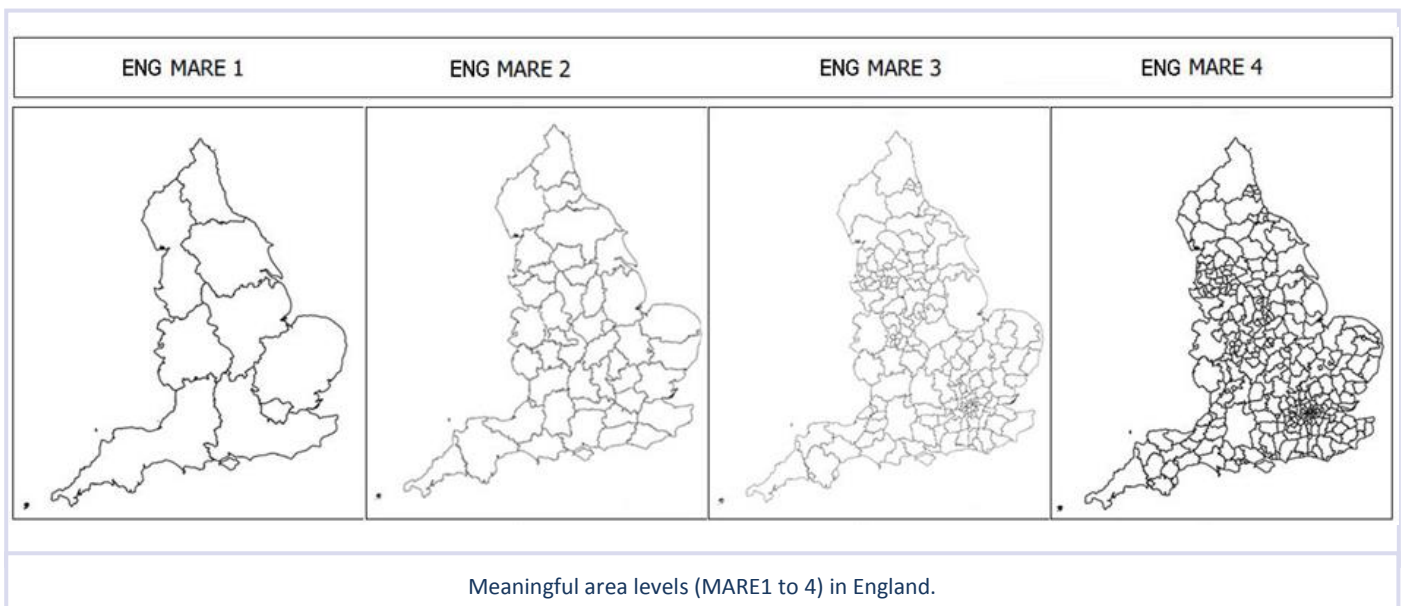 ENG MARE 1 ENG MARE 2 ENG MARE 3 ENG MARE 4
Meaningful area levels (MARE1 to 4) in England.